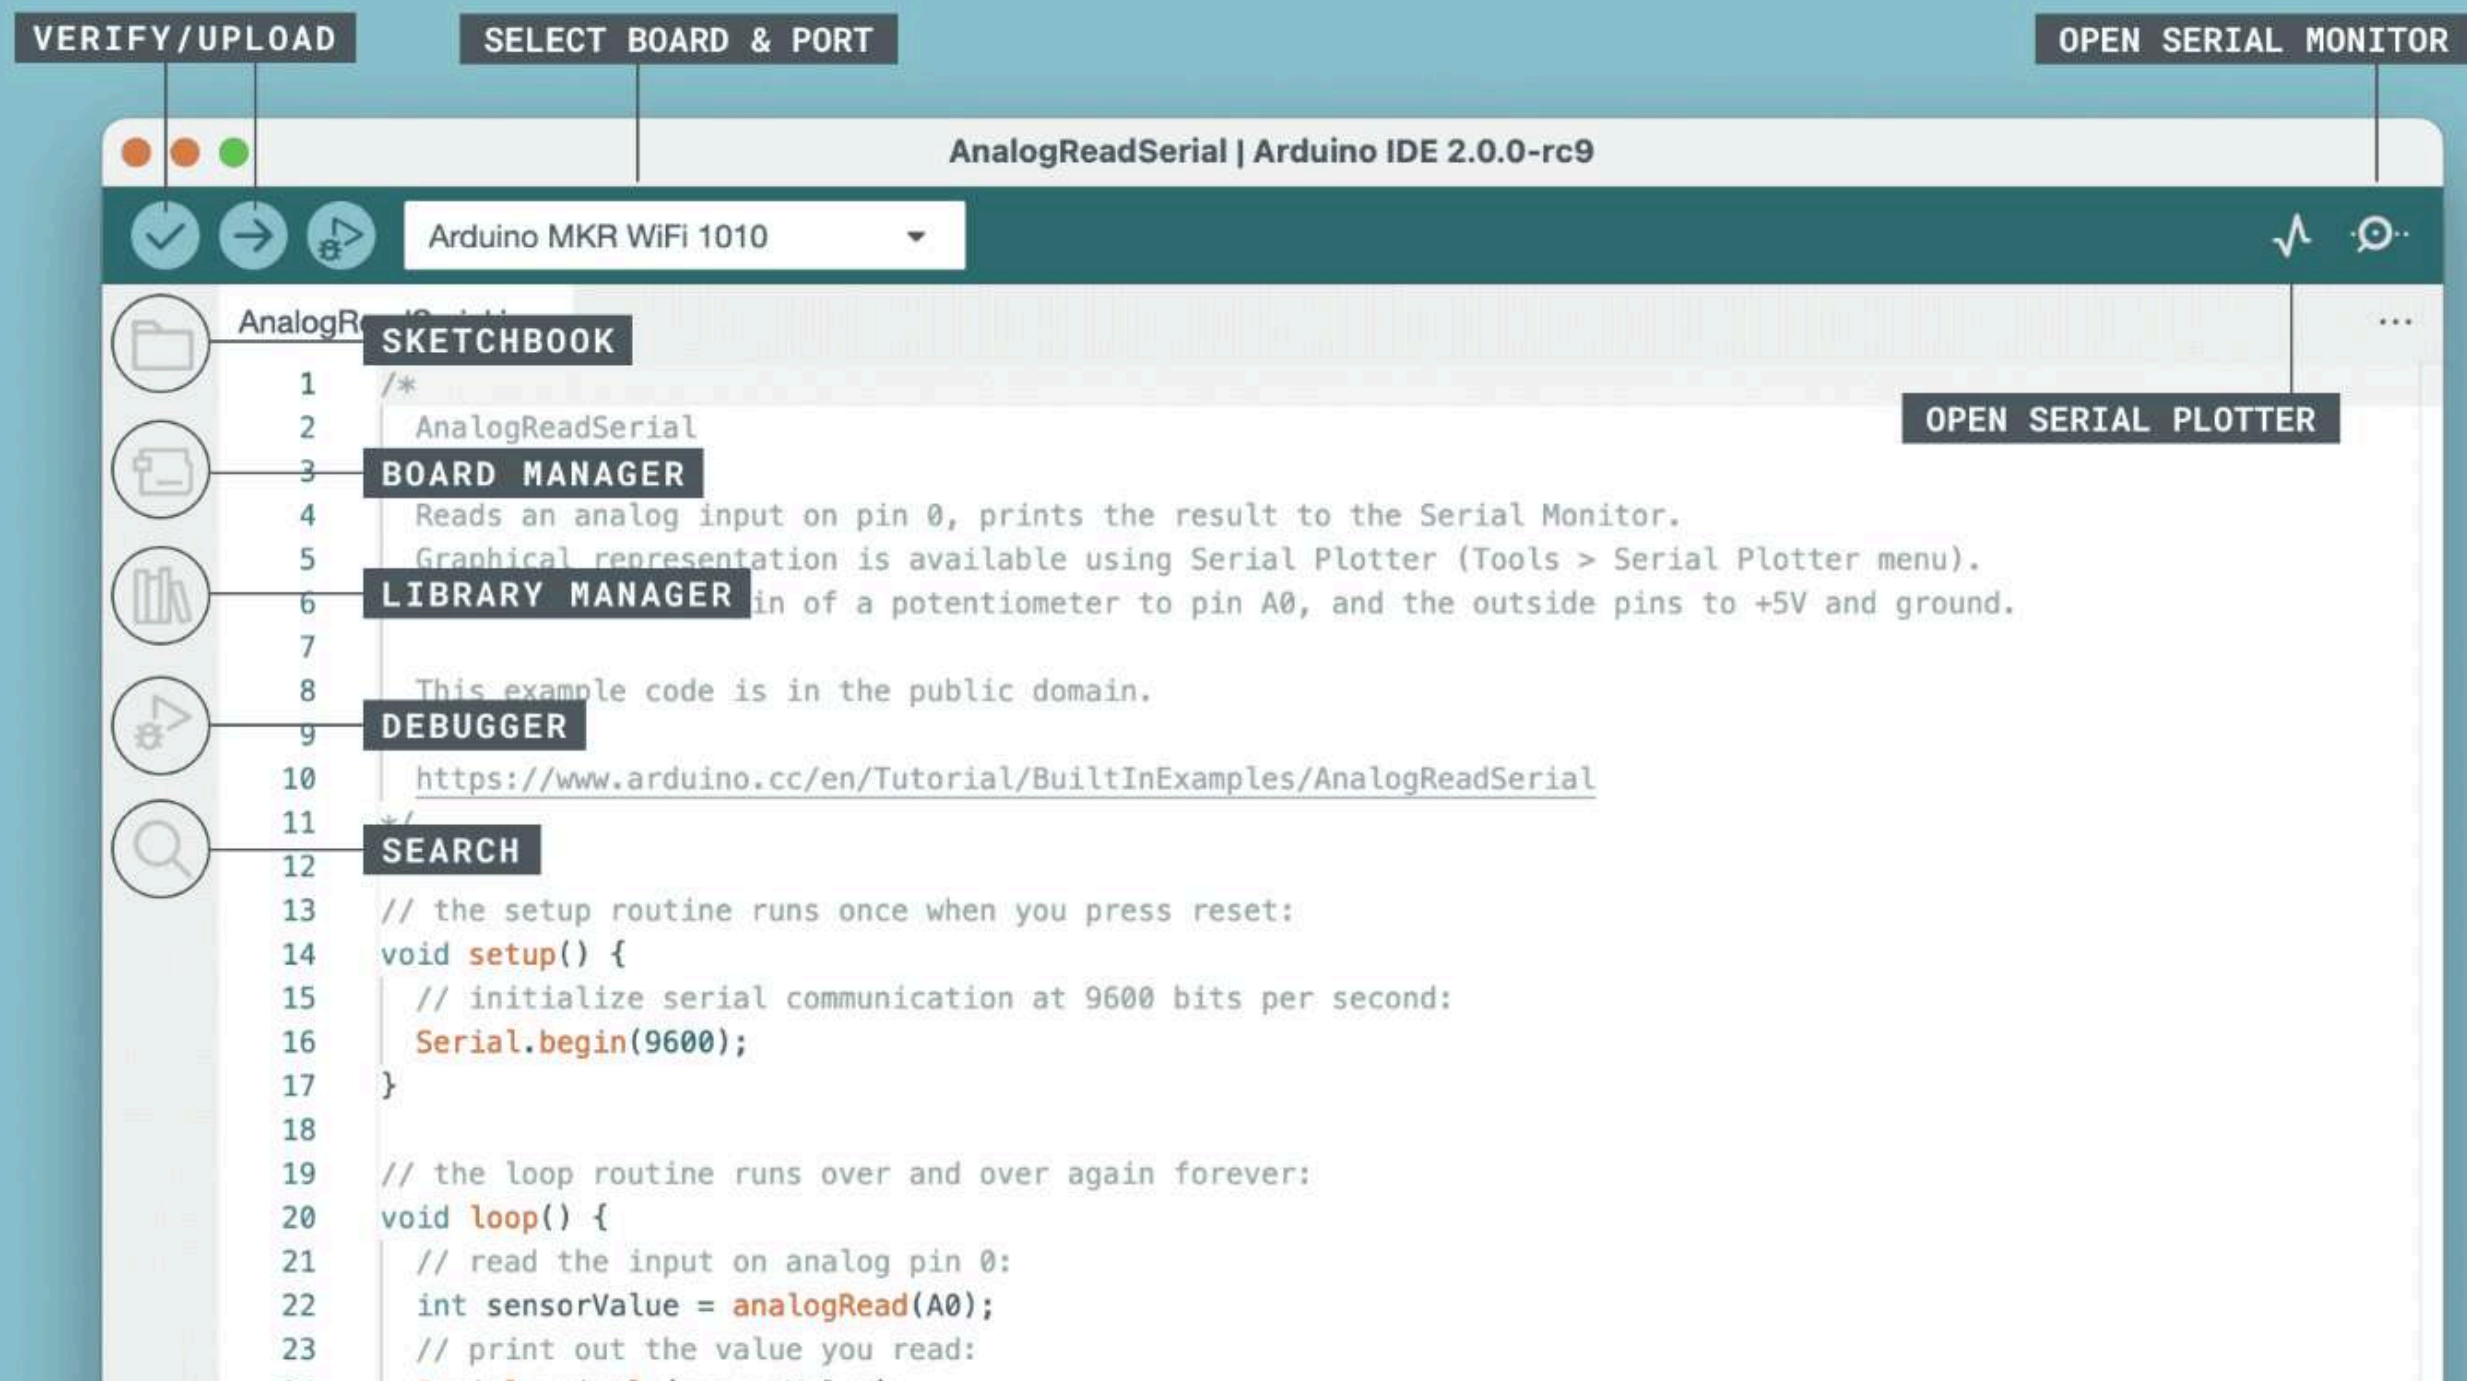 VERIFY/UPLOAD
SELECT BOARD & PORT
OPEN SERIAL MONITOR
AnalogReadSerial | Arduino IDE 2.0.0-rc9
Arduino MKR WiFi 1010
SKETCHBOOK
...
1 /*
OPEN SERIAL PLOTTER
2 AnalogReadSerial
3
BOARD MANAGER
4 Reads an analog input on pin 0, prints the result to the Serial Monitor.
5 Graphical representation is available using Serial Plotter (Tools > Serial Plotter menu).
LIBRARY MANAGER
6 of a potentiometer to pin A0, and the outside pins to +5V and ground.
7
8 This example code is in the public domain.
DEBUGGER
9
10 https://www.arduino.cc/en/Tutorial/BuiltInExamples/AnalogReadSerial
11 */
SEARCH
12
13 // the setup routine runs once when you press reset:
14 void setup() {
15 // initialize serial communication at 9600 bits per second:
16 Serial.begin(9600);
17 }
18
19 // the loop routine runs over and over again forever:
20 void loop() {
21 // read the input on analog pin 0:
22 int sensorValue = analogRead(A0);
23 // print out the value you read: